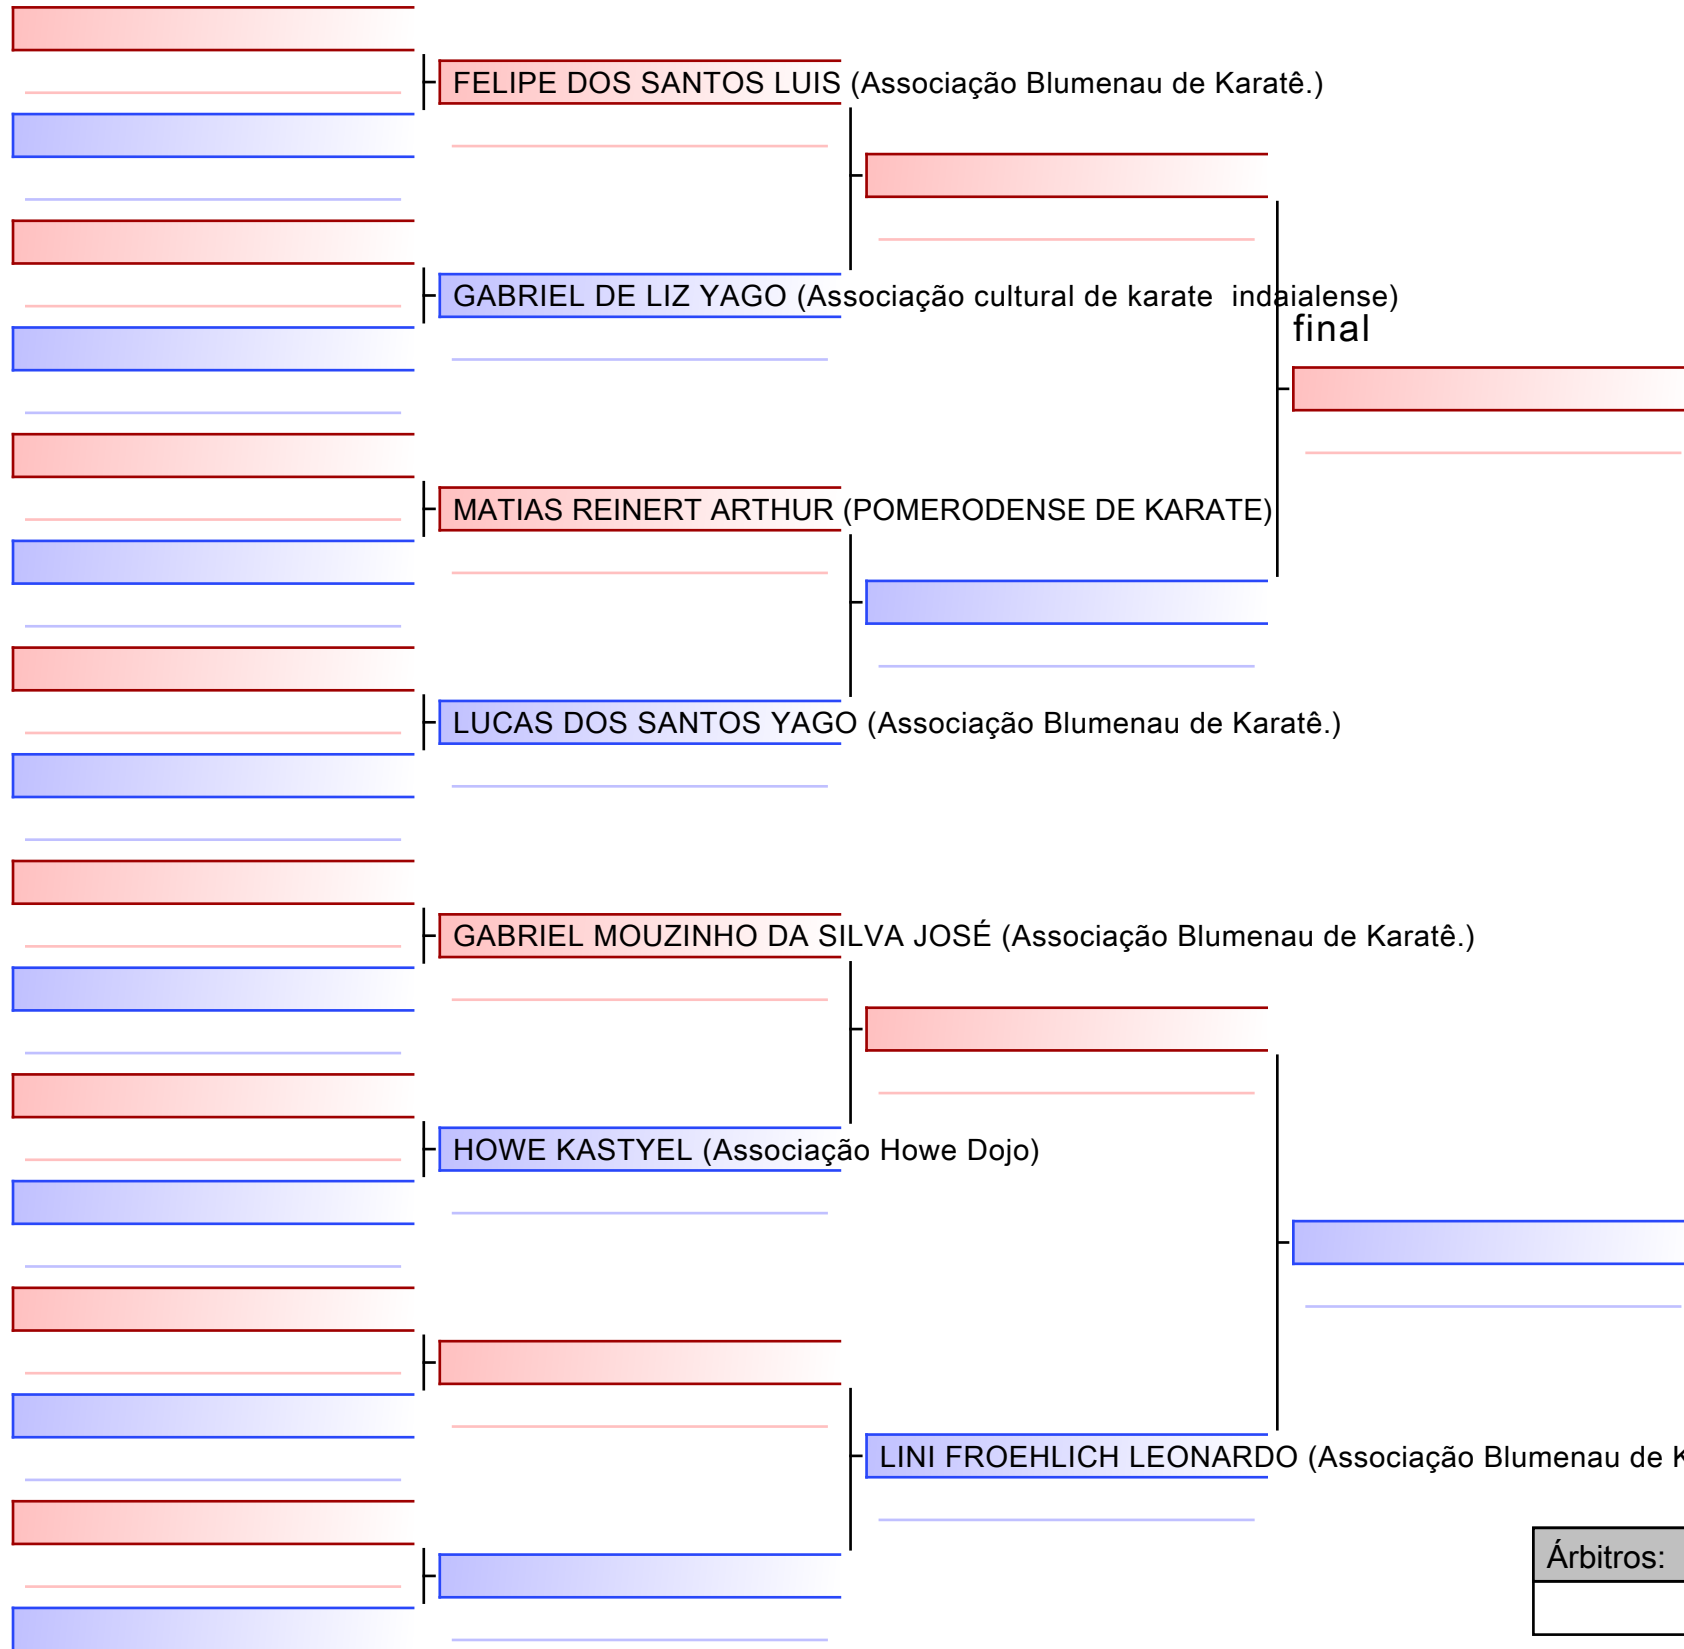 FELIPE DOS SANTOS LUIS (Associação Blumenau de Karatê.)
GABRIEL DE LIZ YAGO (Associação cultural de karate  indaialense)
final
MATIAS REINERT ARTHUR (POMERODENSE DE KARATE)
LUCAS DOS SANTOS YAGO (Associação Blumenau de Karatê.)
GABRIEL MOUZINHO DA SILVA JOSÉ (Associação Blumenau de Karatê.)
HOWE KASTYEL (Associação Howe Dojo)
LINI FROEHLICH LEONARDO (Associação Blumenau de
Árbitros: